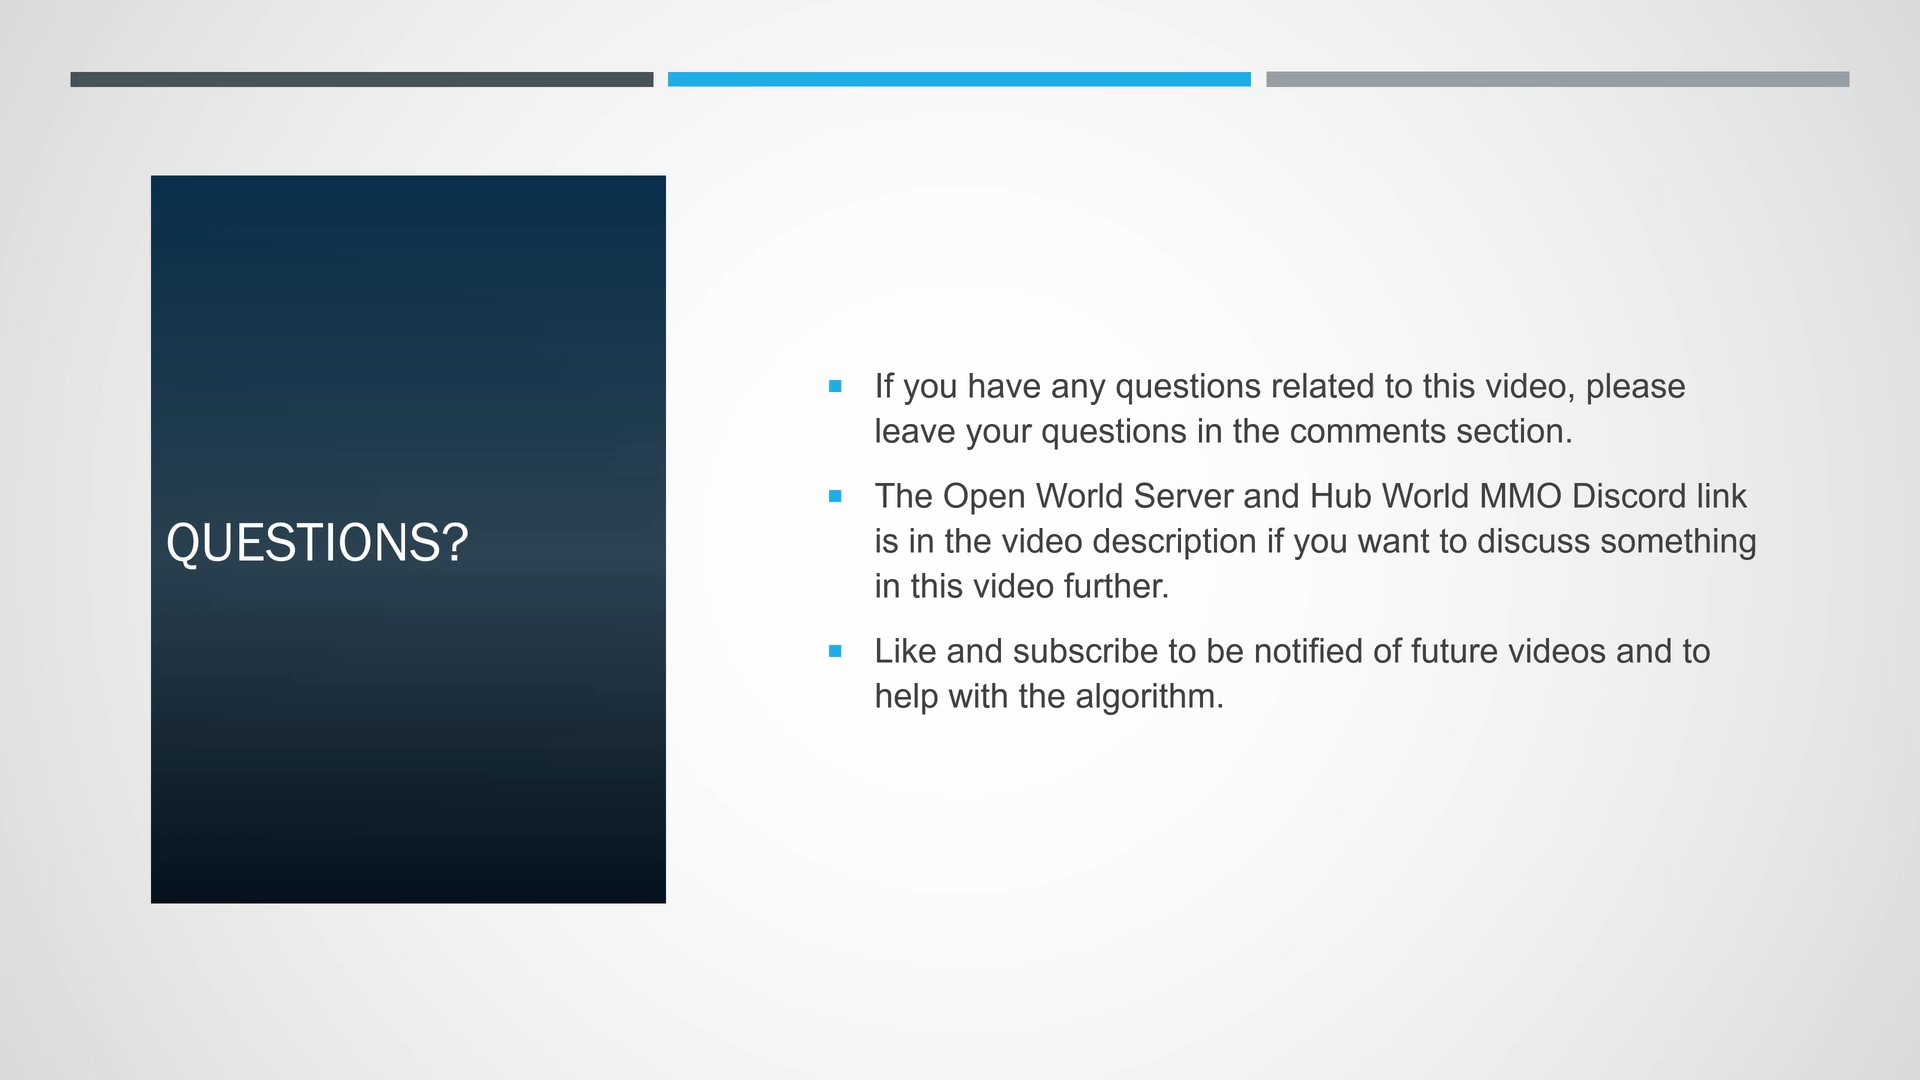 QUESTIONS?
If you have any questions related to this video, please
leave your questions in the comments section.
The Open World Server and Hub World MMO Discord link
is in the video description if you want to discuss something
in this video further.
Like and subscribe to be notified of future videos and to
help with the algorithm.